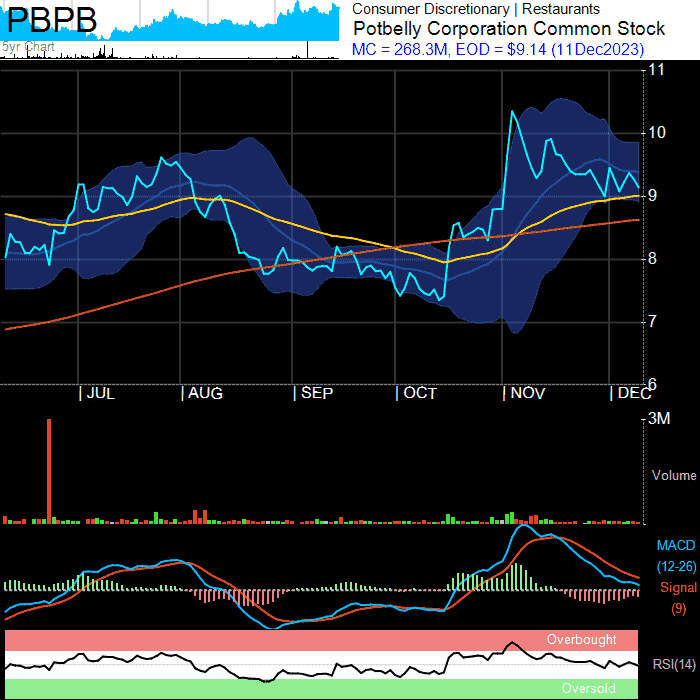 PBPB
5yr Chart
Consumer Discretionary | Restaurants
Potbelly Corporation Common Stock
MC = 268.3M, EOD = $9.14 (11Dec2023)
11
10
9
8
7
6
| JUL | AUG | SEP | OCT | NOV | DEC
3M
Volume
MACD
(12-26)
Signal
(9)
Overbought
RSI(14)
Oversold